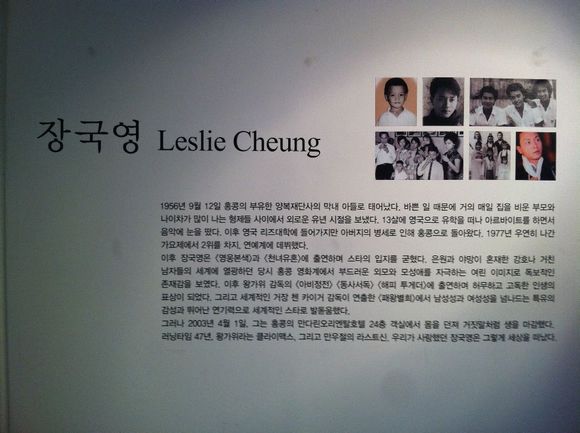 장국영 Leslie Cheung
1956년 9월 12일 홍콩의 부유한 양복재단사의 막내 아들로 태어났다. 바쁜 일 때문에 거의 매일 집을 비운 부모와
나이차가 많이 나는 형제들 사이에서 외로운 유년 시절을 보냈다. 13살에 영국으로 유학을 떠나 아르바이트를 하면서
음악에 눈을 떴다. 이후 영국 리즈대학에 들어가지만 아버지의 병세로 인해 홍콩으로 돌아왔다. 1977년 우연히 나간
가요제에서 2위를 차지, 연예계에 데뷔했다.
이후 장국영은 <영웅본색>과 <천녀유혼>에 출연하며 스타의 입지를 굳혔다. 은원과 야망이 혼재한 강호나 거친
남자들의 세계에 열광하던 당시 홍콩 영화계에서 부드러운 외모와 모성애를 자극하는 여린 이미지로 독보적인
존재감을 보였다. 이후 왕가위 감독의 <아비정전> <동사서독> <해피 투게더>에 출연하며 허무하고 고독한 인생의
표상이 되었다. 그리고 세계적인 거장 첸 카이거 감독이 연출한 <패왕별희>에서 남성성과 여성성을 넘나드는 특유의
감성과 뛰어난 연기력으로 세계적인 스타로 발돋움했다.
그러나 2003년 4월 1일, 그는 홍콩의 만다린오리엔탈호텔 24층 객실에서 몸을 던져 거짓말처럼 생을 마감했다.
러닝타임 47년, 왕가위라는 클라이맥스, 그리고 만우절의 라스트신. 우리가 사랑했던 장국영은 그렇게 세상을 떠났다.